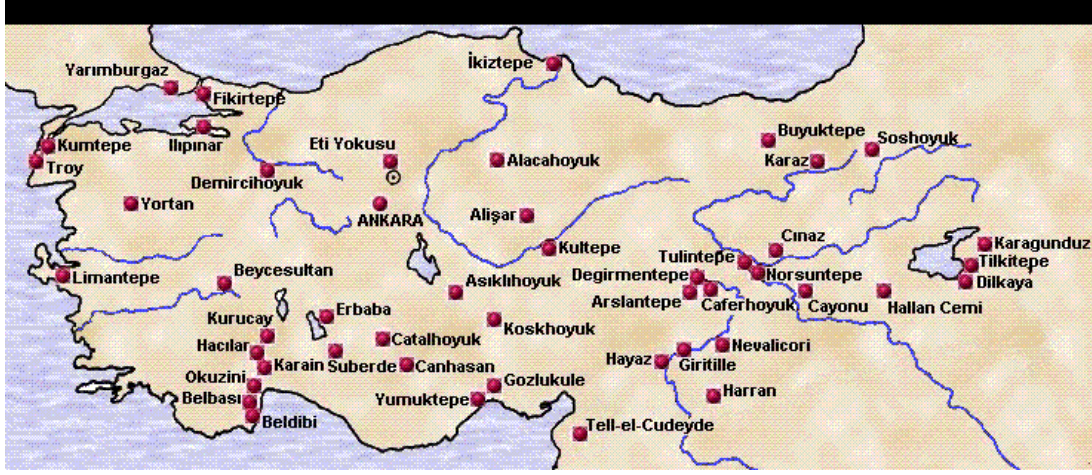 İkiztepe
Yarımburgaz
Fikirtepe
Kumtepe
Ilıpınar
Troy
Demircihoyuk
Eti Yokusu
Alacahoyuk
Buyuktepe
Soshoyuk
Karaz
Yortan
ANKARA
Alişar
Kultepe
Cınaz
Karagunduz
Tulintepe
Tilkitepe
Limantepe
Beycesultan
Asıklıhoyuk
Degirmentepe
Norsuntepe
Dilkaya
Arslantepe
Caferhoyuk
Cayonu
Hallan Cemi
Erbaba
Kurucay
Koskhoyuk
Hacılar
Catalhoyuk
Nevalicori
Karain
Suberde
Canhasan
Hayaz
Giritille
Okuzini
Gozlukule
Belbası
Yumuktepe
Harran
Beldibi
Tell-el-Cudeyde